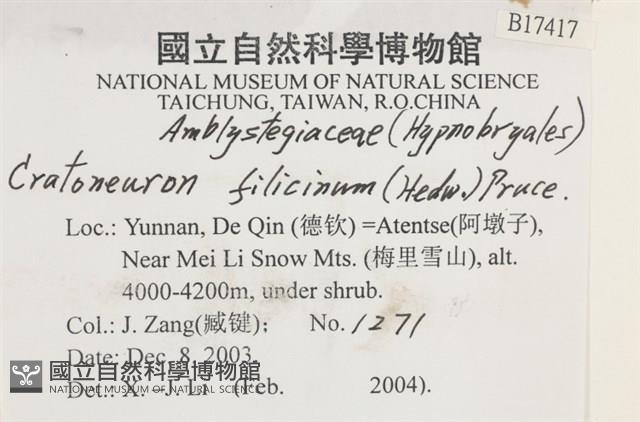 B17417
國立自然科學博物館
NATIONAL MUSEUM OF NATURAL SCIENCE
TAICHUNG, TAIWAN, R.O.CHINA
Amblystegiaceae (Hypnobryales)
Cratoneuron filicinum (Hedw.) Pruce.
Loc.: Yunnan, De Qin (德钦) =Atentse(阿墩子),
Near Mei Li Snow Mts. (梅里雪山), alt.
4000-4200m, under shrub.
Col.: J. Zang(臧键); No. 1271
Date: Dec. 8, 2003.
國立自然科學博物館
NATIONAL MUSEUM OF NATURAL SCIENCE
Det.: X. -J. (Feb. 2004).